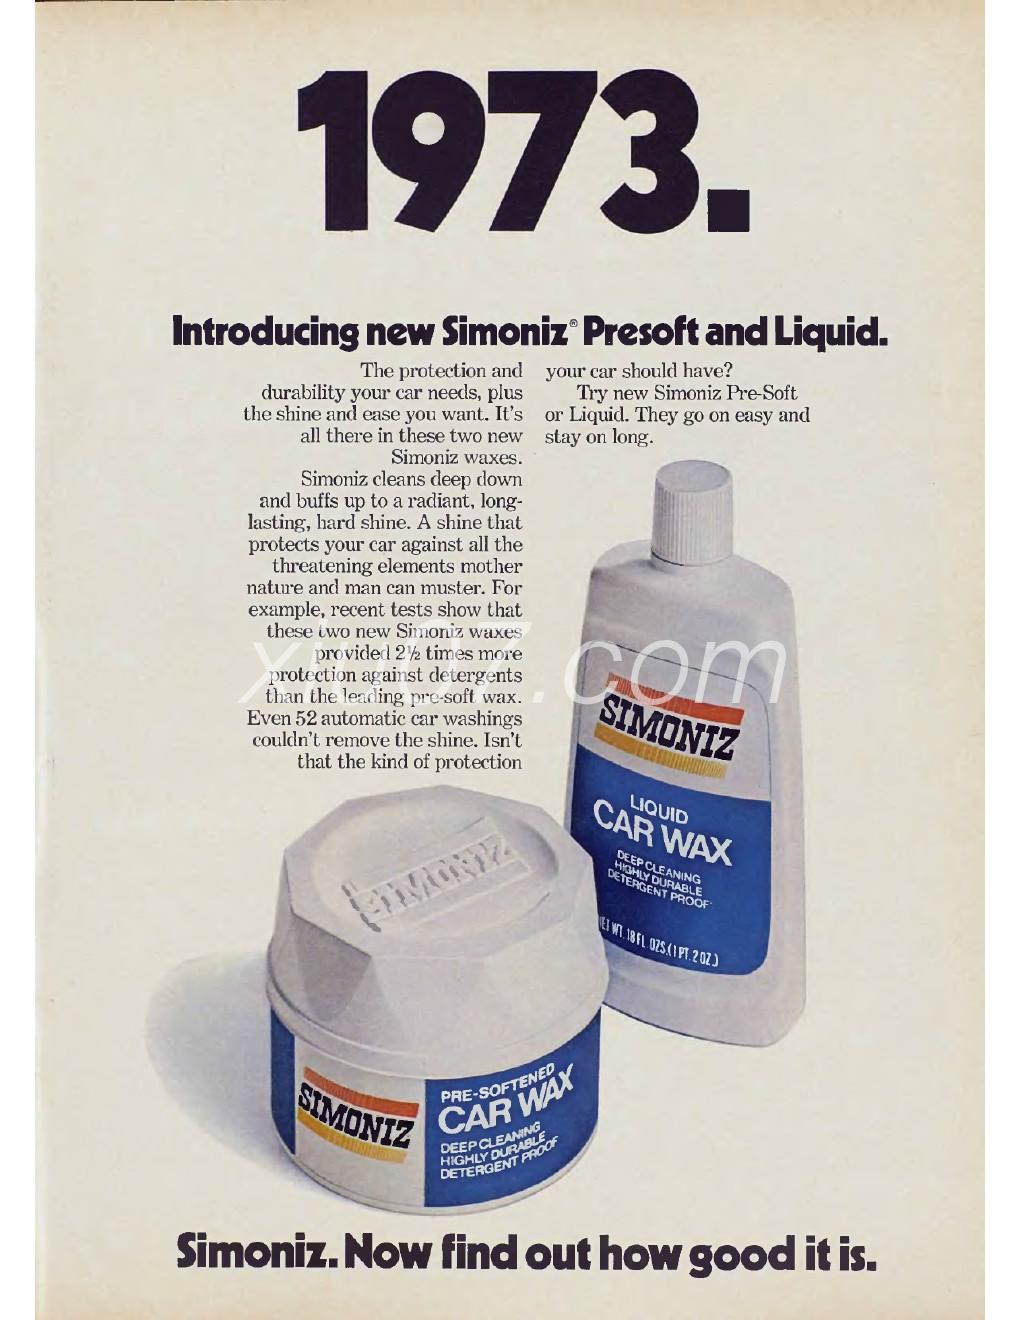 1973.
Introducing new Simoniz® Presoft and Liquid.
The protection and
durability your car needs, plus
the shine and ease you want. It's
all there in these two new
Simoniz waxes.
Simoniz cleans deep down
and buffs up to a radiant, long-
lasting, hard shine. A shine that
protects your car against all the
threatening elements mother
nature and man can muster. For
example, recent tests show that
these two new Simoniz waxes
provided 2½ times more
protection against detergents
than the leading pre-soft wax.
Even 52 automatic car washings
couldn't remove the shine. Isn't
that the kind of protection
your car should have?
Try new Simoniz Pre-Soft
or Liquid. They go on easy and
stay on long.
xiu0z.com
SIMONIZ
LIQUID
CAR WAX
DEEP CLEANING
HIGHLY DURABLE
DETERGENT PROOF
NET WT. 18 FL. OZS. (1 PT. 2 OZ.)
SIMONIZ
SIMONIZ
PRE-SOFTENED
CAR WAX
DEEP CLEANING
HIGHLY DURABLE
DETERGENT PROOF
Simoniz. Now find out how good it is.